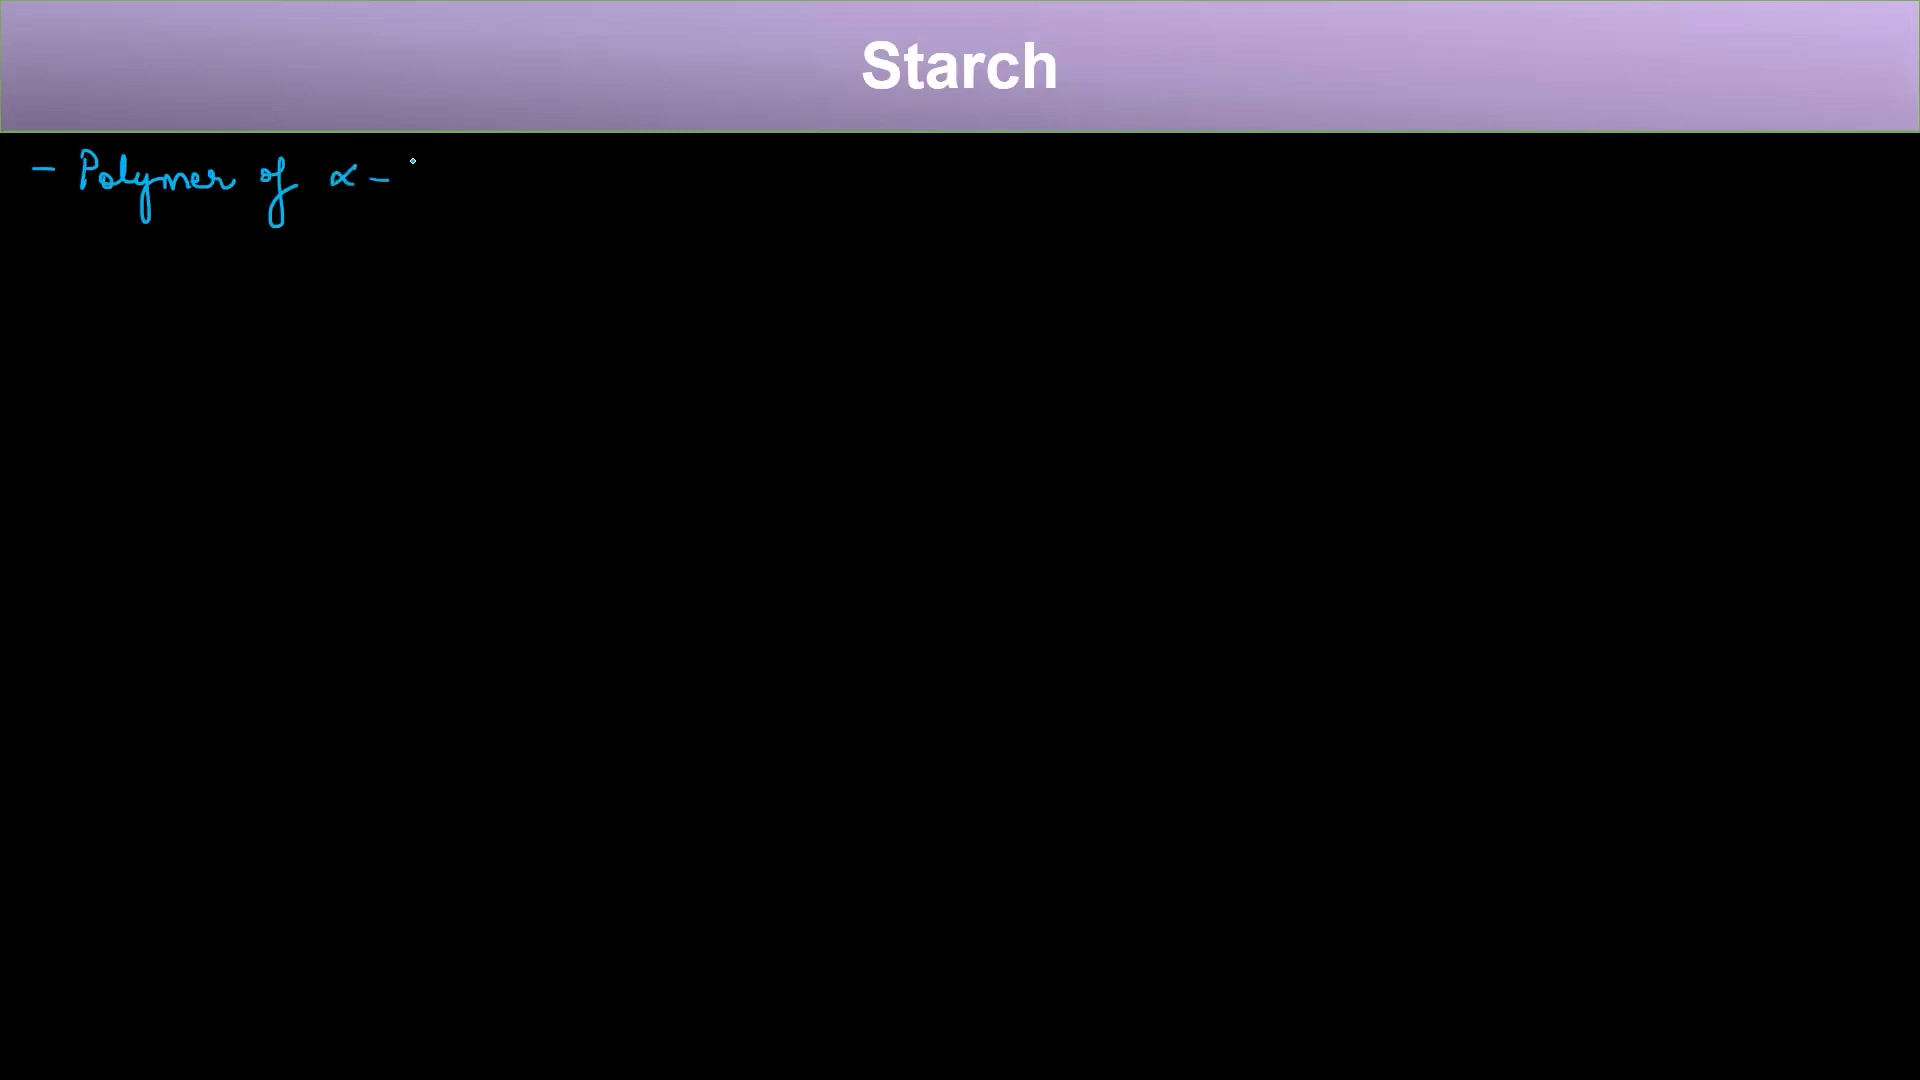 Starch
- Polymer of α -